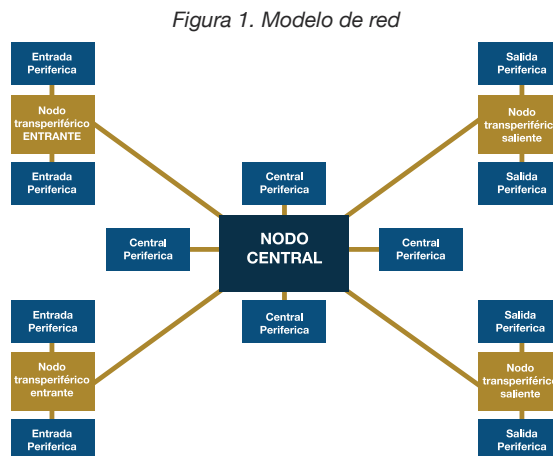 Figura 1. Modelo de red
Entrada
Periferica
Nodo
transperiférico
ENTRANTE
Entrada
Periferica
Salida
Periferica
Nodo
transperiférico
saliente
Salida
Periferica
Central
Periferica
Central
Periferica
NODO
CENTRAL
Central
Periferica
Central
Periferica
Entrada
Periferica
Nodo
transperiférico
entrante
Entrada
Periferica
Salida
Periferica
Nodo
transperiférico
saliente
Salida
Periferica